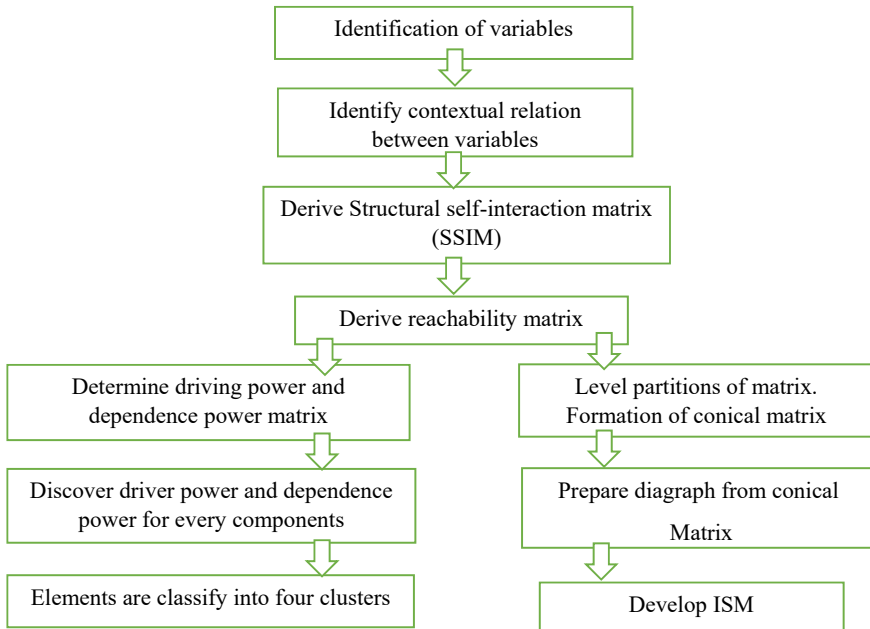 Identification of variables
Identify contextual relation
between variables
Derive Structural self-interaction matrix
(SSIM)
Derive reachability matrix
Determine driving power and
dependence power matrix
Level partitions of matrix.
Formation of conical matrix
Discover driver power and dependence
power for every components
Prepare diagraph from conical
Matrix
Elements are classify into four clusters
Develop ISM